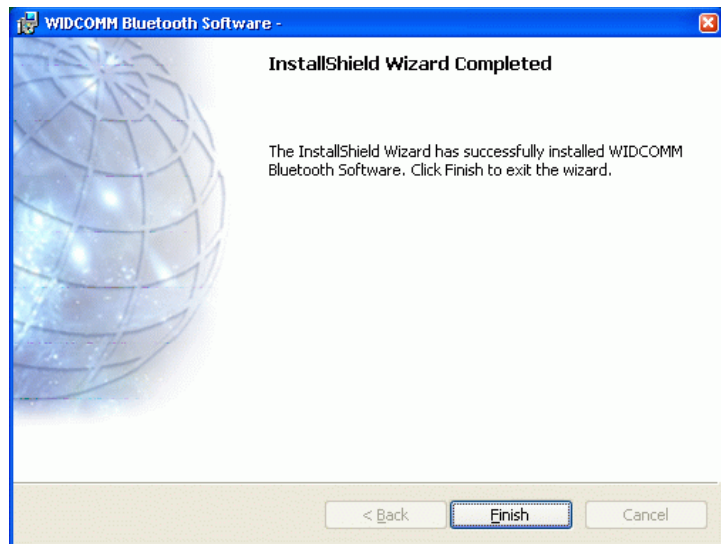 WIDCOMM Bluetooth Software -
InstallShield Wizard Completed
The InstallShield Wizard has successfully installed WIDCOMM
Bluetooth Software. Click Finish to exit the wizard.
< Back
Finish
Cancel